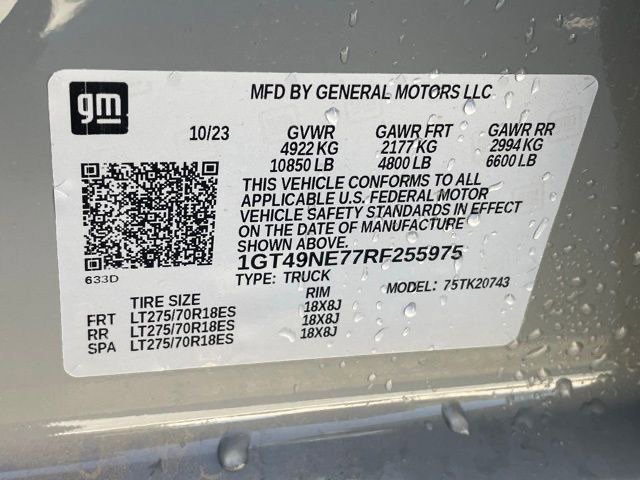 gm
MFD BY GENERAL MOTORS LLC
10/23 GVWR GAWR FRT GAWR RR
4922 KG 2177 KG 2994 KG
10850 LB 4800 LB 6600 LB
THIS VEHICLE CONFORMS TO ALL
APPLICABLE U.S. FEDERAL MOTOR
VEHICLE SAFETY STANDARDS IN EFFECT
ON THE DATE OF MANUFACTURE
SHOWN ABOVE.
1GT49NE77RF255975
633D
TYPE: TRUCK MODEL: 75TK20743
TIRE SIZE RIM
FRT LT275/70R18ES 18X8J
RR LT275/70R18ES 18X8J
SPA LT275/70R18ES 18X8J